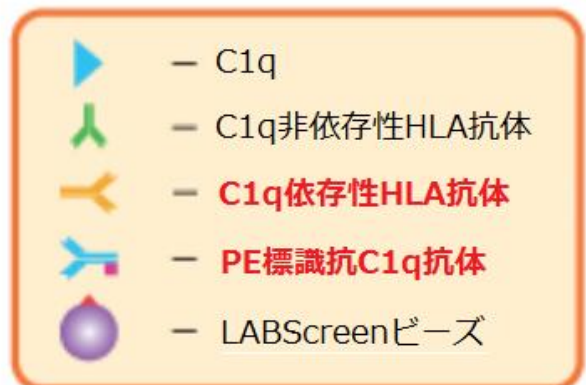 ― C1q
― C1q非依存性HLA抗体
― C1q依存性HLA抗体
― PE標識抗C1q抗体
― LABScreenビーズ